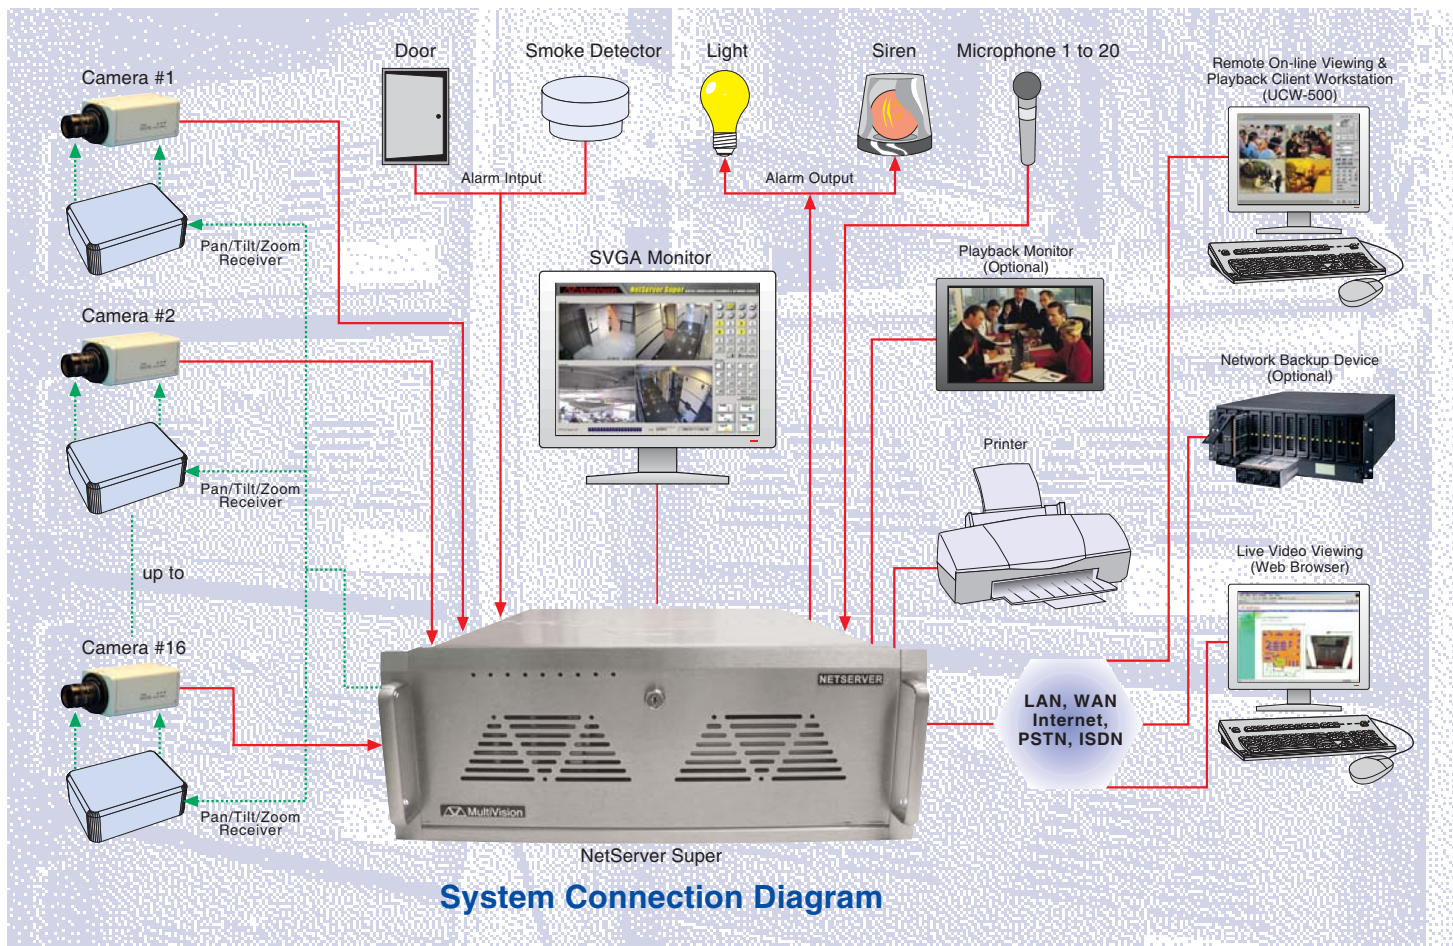 Door
Smoke Detector
Light
Siren
Microphone 1 to 20
Camera #1
Remote On-line Viewing &
Playback Client Workstation
(UCW-500)
Alarm Intput
Alarm Output
Pan/Tilt/Zoom
Receiver
SVGA Monitor
Playback Monitor
(Optional)
MultiVision
NetServer Super
Camera #2
Network Backup Device
(Optional)
Printer
Pan/Tilt/Zoom
Receiver
up to
Live Video Viewing
(Web Browser)
Camera #16
NETSERVER
LAN, WAN
Internet,
PSTN, ISDN
Pan/Tilt/Zoom
Receiver
MultiVision
NetServer Super
System Connection Diagram